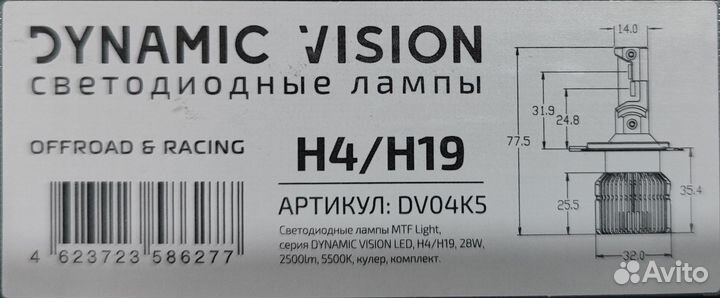 DYNAMIC VISION
светодиодные лампы
OFFROAD & RACING
H4/H19
АРТИКУЛ: DV04K5
Светодиодные лампы MTF Light,
серия DYNAMIC VISION LED, H4/H19, 28W,
2500lm, 5500K, кулер, комплект.
4 623723 586277
14.0
31.9
24.8
77.5
35.4
25.5
32.0
Avito